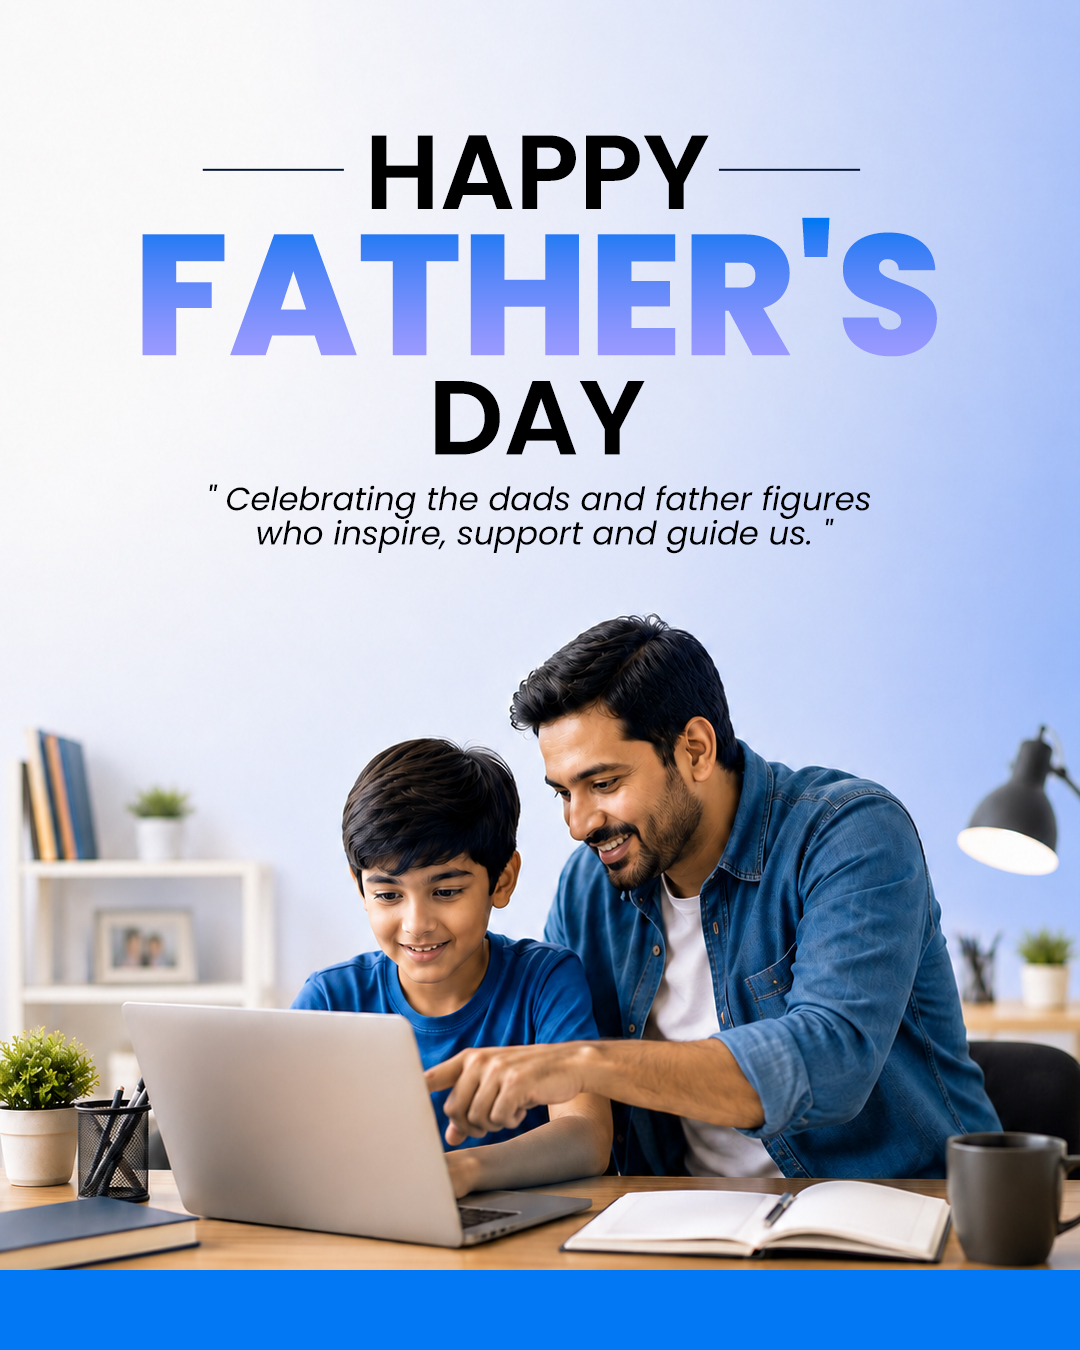 HAPPY
FATHER'S
DAY
" Celebrating the dads and father figures
who inspire, support and guide us. "